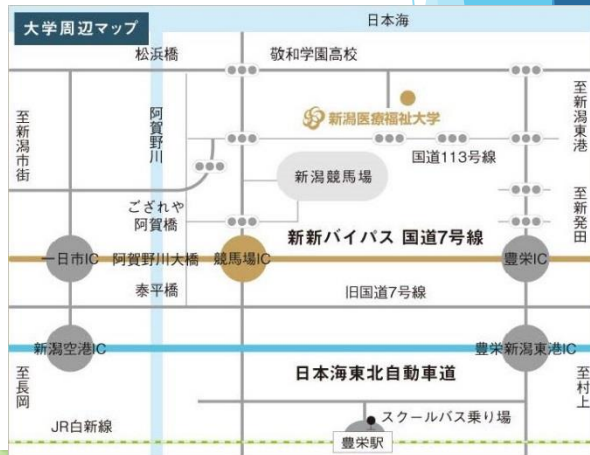 大学周辺マップ
日本海
松浜橋
敬和学園高校
至新潟市街
阿賀野川
新潟医療福祉大学
至新潟東港
国道113号線
新潟競馬場
ござれや
阿賀橋
至新発田
新新バイパス 国道7号線
一日市IC
阿賀野川大橋
競馬場IC
豊栄IC
泰平橋
旧国道7号線
新潟空港IC
豊栄新潟東港IC
至長岡
日本海東北自動車道
至村上
スクールバス乗り場
JR白新線
豊栄駅